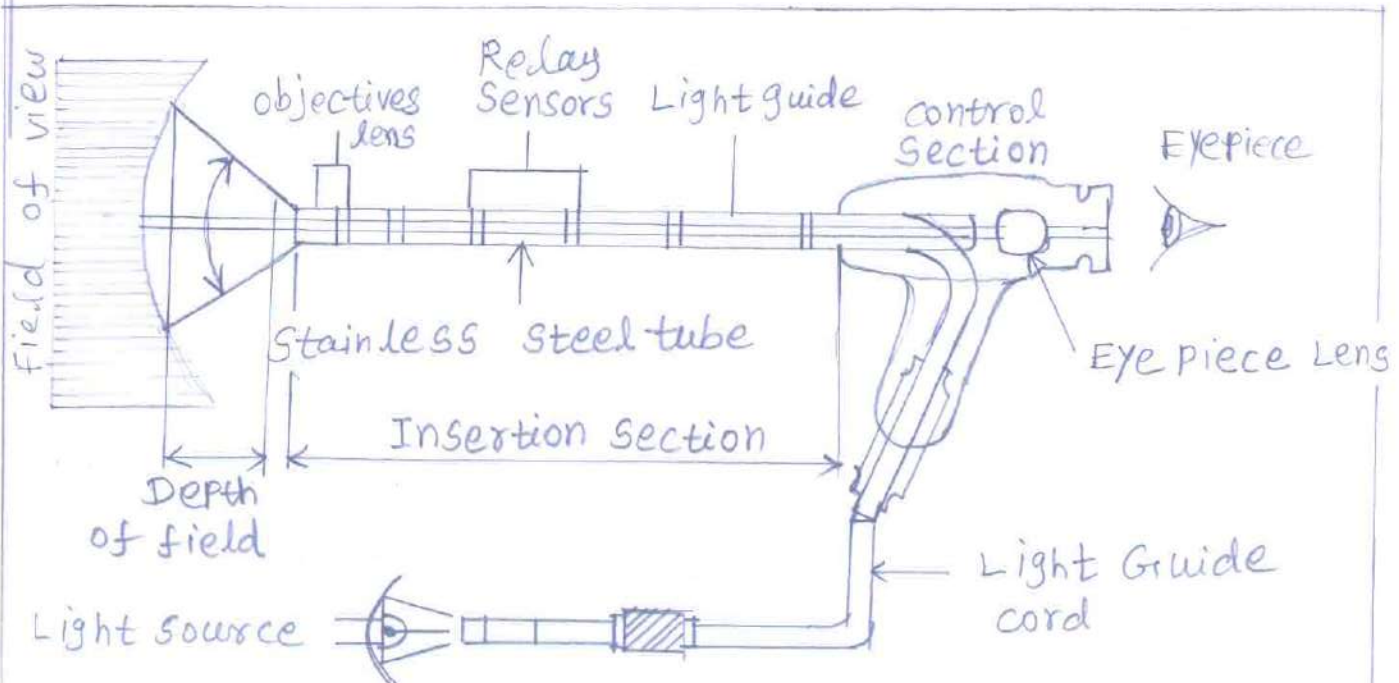 Field of view
objectives
lens
Relay
Sensors
Light guide
control
Section
Eyepiece
Stainless steel tube
Eye piece Lens
Insertion section
Depth
of field
Light Guide
cord
Light source